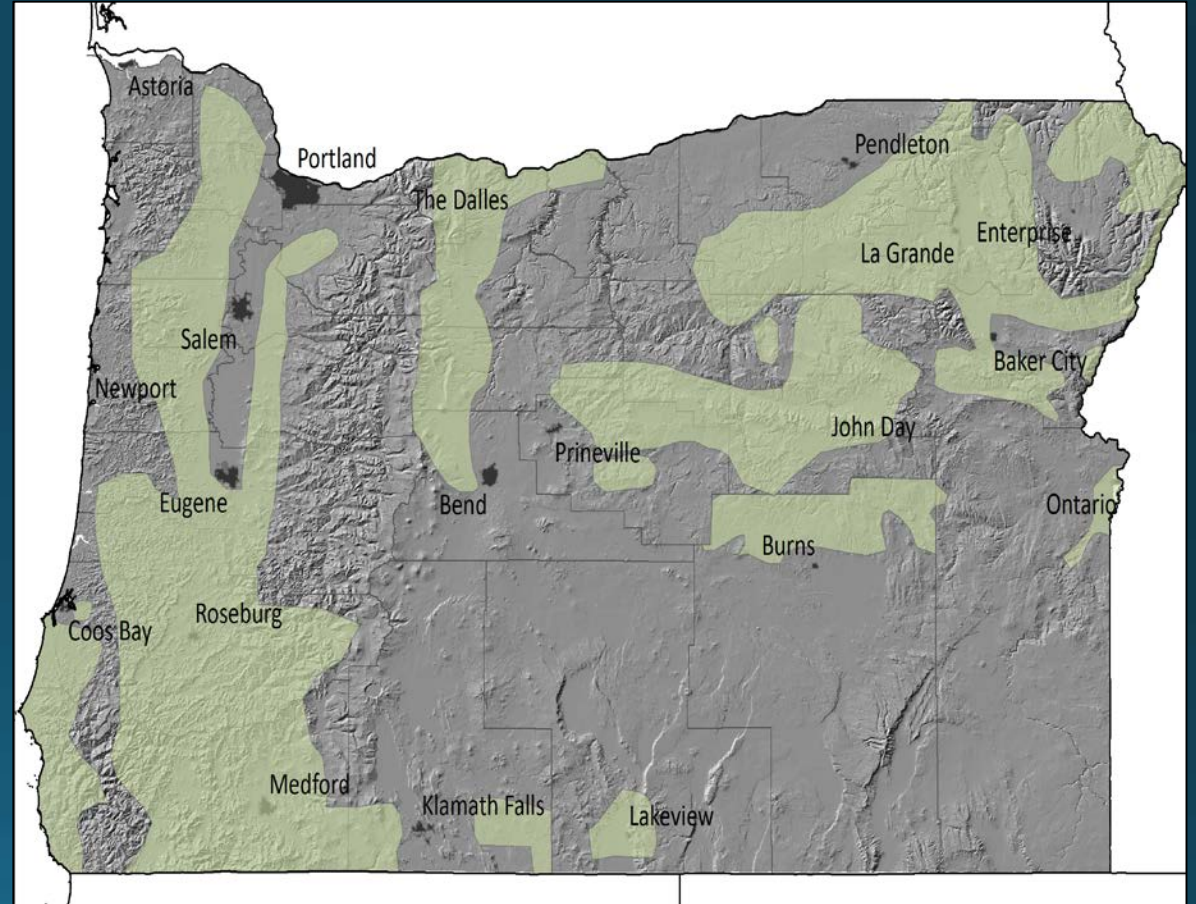 Astoria
Pendleton
Portland
The Dalles
Enterprise
La Grande
Salem
Baker City
Newport
John Day
Prineville
Eugene
Bend
Ontario
Burns
Roseburg
Coos Bay
Medford
Klamath Falls
Lakeview